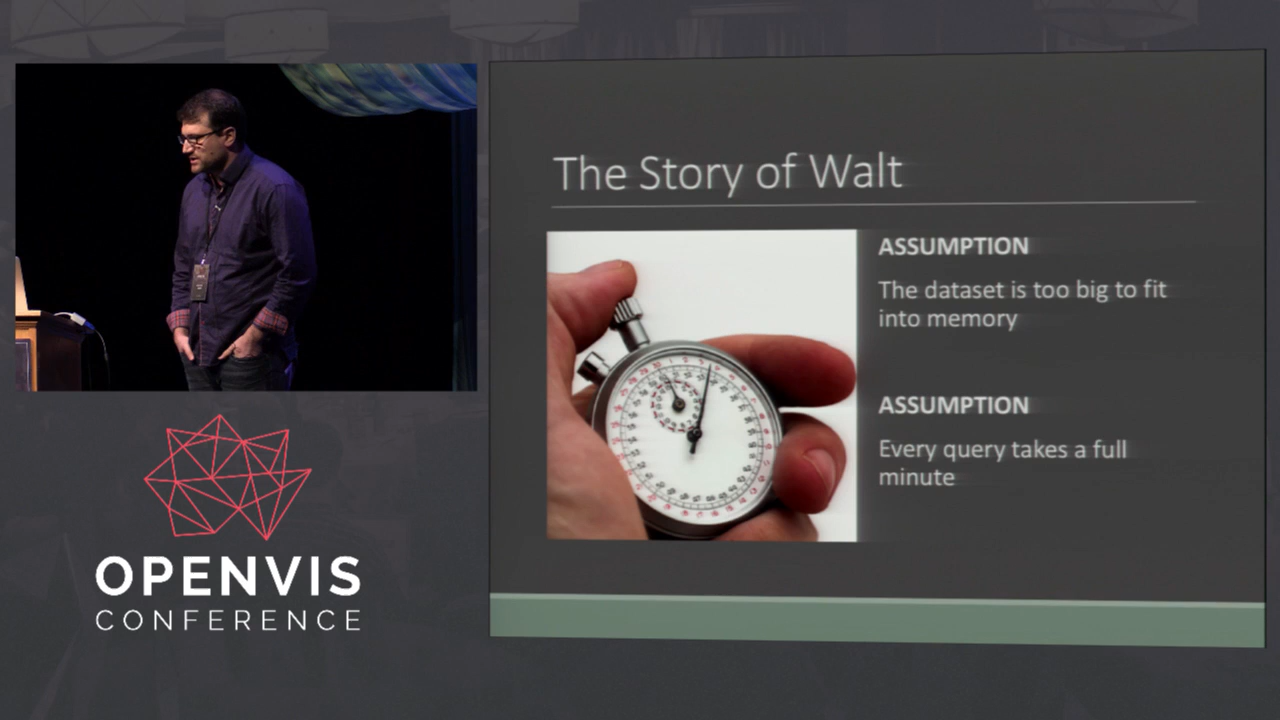 The Story of Walt
ASSUMPTION
The dataset is too big to fit
into memory
ASSUMPTION
Every query takes a full
minute
OPENVIS
CONFERENCE